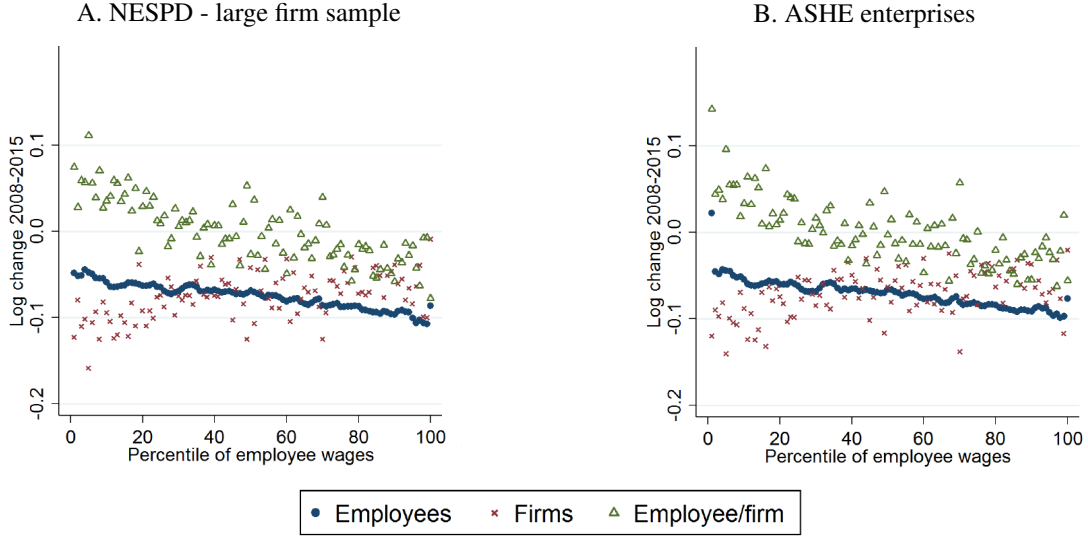 A. NESPD - large firm sample
Log change 2008-2015
0.1
0.0
-0.1
-0.2
0 20 40 60 80 100
Percentile of employee wages
B. ASHE enterprises
Log change 2008-2015
0.1
0.0
-0.1
-0.2
0 20 40 60 80 100
Percentile of employee wages
Employees Firms Employee/firm